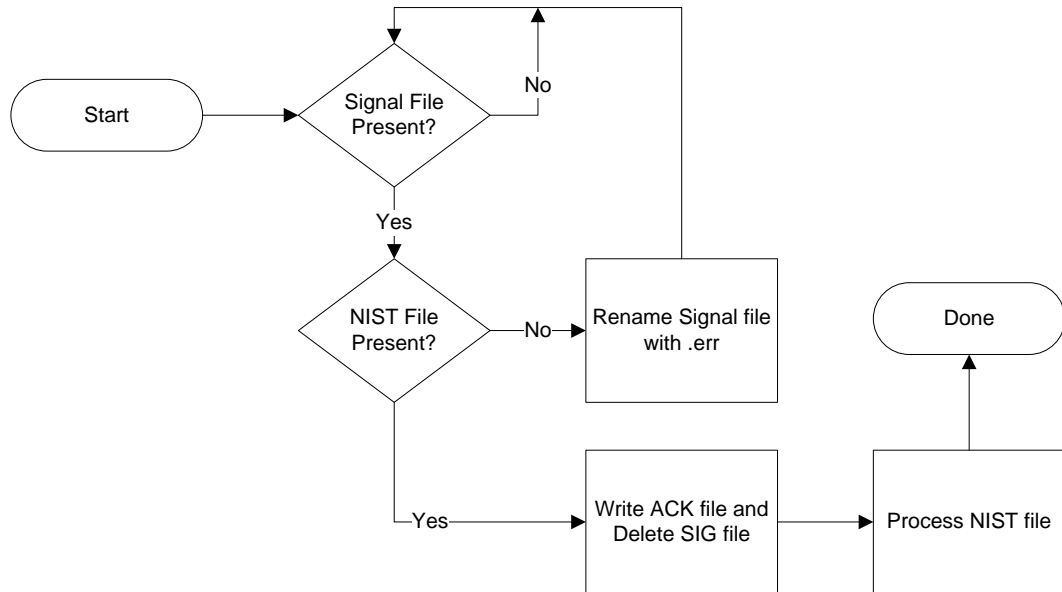 Start
Signal File
Present?
No
Yes
NIST File
Present?
No
Rename Signal file
with .err
Done
Yes
Write ACK file and
Delete SIG file
Process NIST file